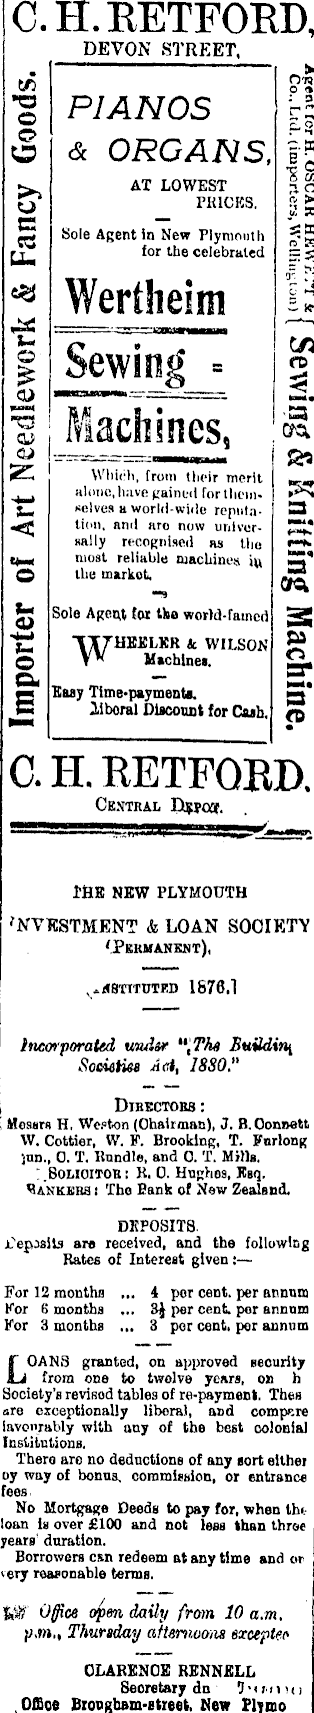 C. H. RETFORD,
DEVON STREET,
Importer of Art Needlework & Fancy Goods.
PIANOS
& ORGANS,
AT LOWEST
PRICES.
Sole Agent in New Plymouth
for the celebrated
Wertheim
Sewing =
Machines,
Which, from their merit
alone, have gained for them-
selves a world-wide reputa-
tion, and are now univer-
sally recognised as the
most reliable machines in
the market.
Sole Agent for the world-famed
WHEELER & WILSON
Machines.
Easy Time-payments.
Liberal Discount for Cash.
Agent for H. OSCAR HEWETT &
Co., Ltd. (importers, Wellington)
Sewing & Knitting Machine.
C. H. RETFORD.
CENTRAL DEPOT.
THE NEW PLYMOUTH
INVESTMENT & LOAN SOCIETY
(PERMANENT),
1876.]
Incorporated under "The Building
Societies Act, 1880."
DIRECTORS:
Messrs H. Weston (Chairman), J. B. Connett
W. Cottier, W. F. Brooking, T. Furlong
jun., O. T. Rundle, and O. T. Mills.
SOLICITOR: R. C. Hughes, Esq.
BANKERS: The Bank of New Zealand.
DEPOSITS.
Deposits are received, and the following
Rates of Interest given:—
For 12 months ... 4 per cent. per annum
For 6 months ... 3½ per cent. per annum
For 3 months ... 3 per cent. per annum
LOANS granted, on approved security
from one to twelve years, on h
Society's revised tables of re-payment. Thes
are exceptionally liberal, and compare
favourably with any of the best colonial
Institutions.
There are no deductions of any sort either
by way of bonus, commission, or entrance
fees.
No Mortgage Deeds to pay for, when the
loan is over £100 and not less than three
years' duration.
Borrowers can redeem at any time and on
very reasonable terms.
Office open daily from 10 a.m.
p.m., Thursday afternoons excepted
CLARENCE RENNELL
Secretary
Office Brougham-street, New Plymo